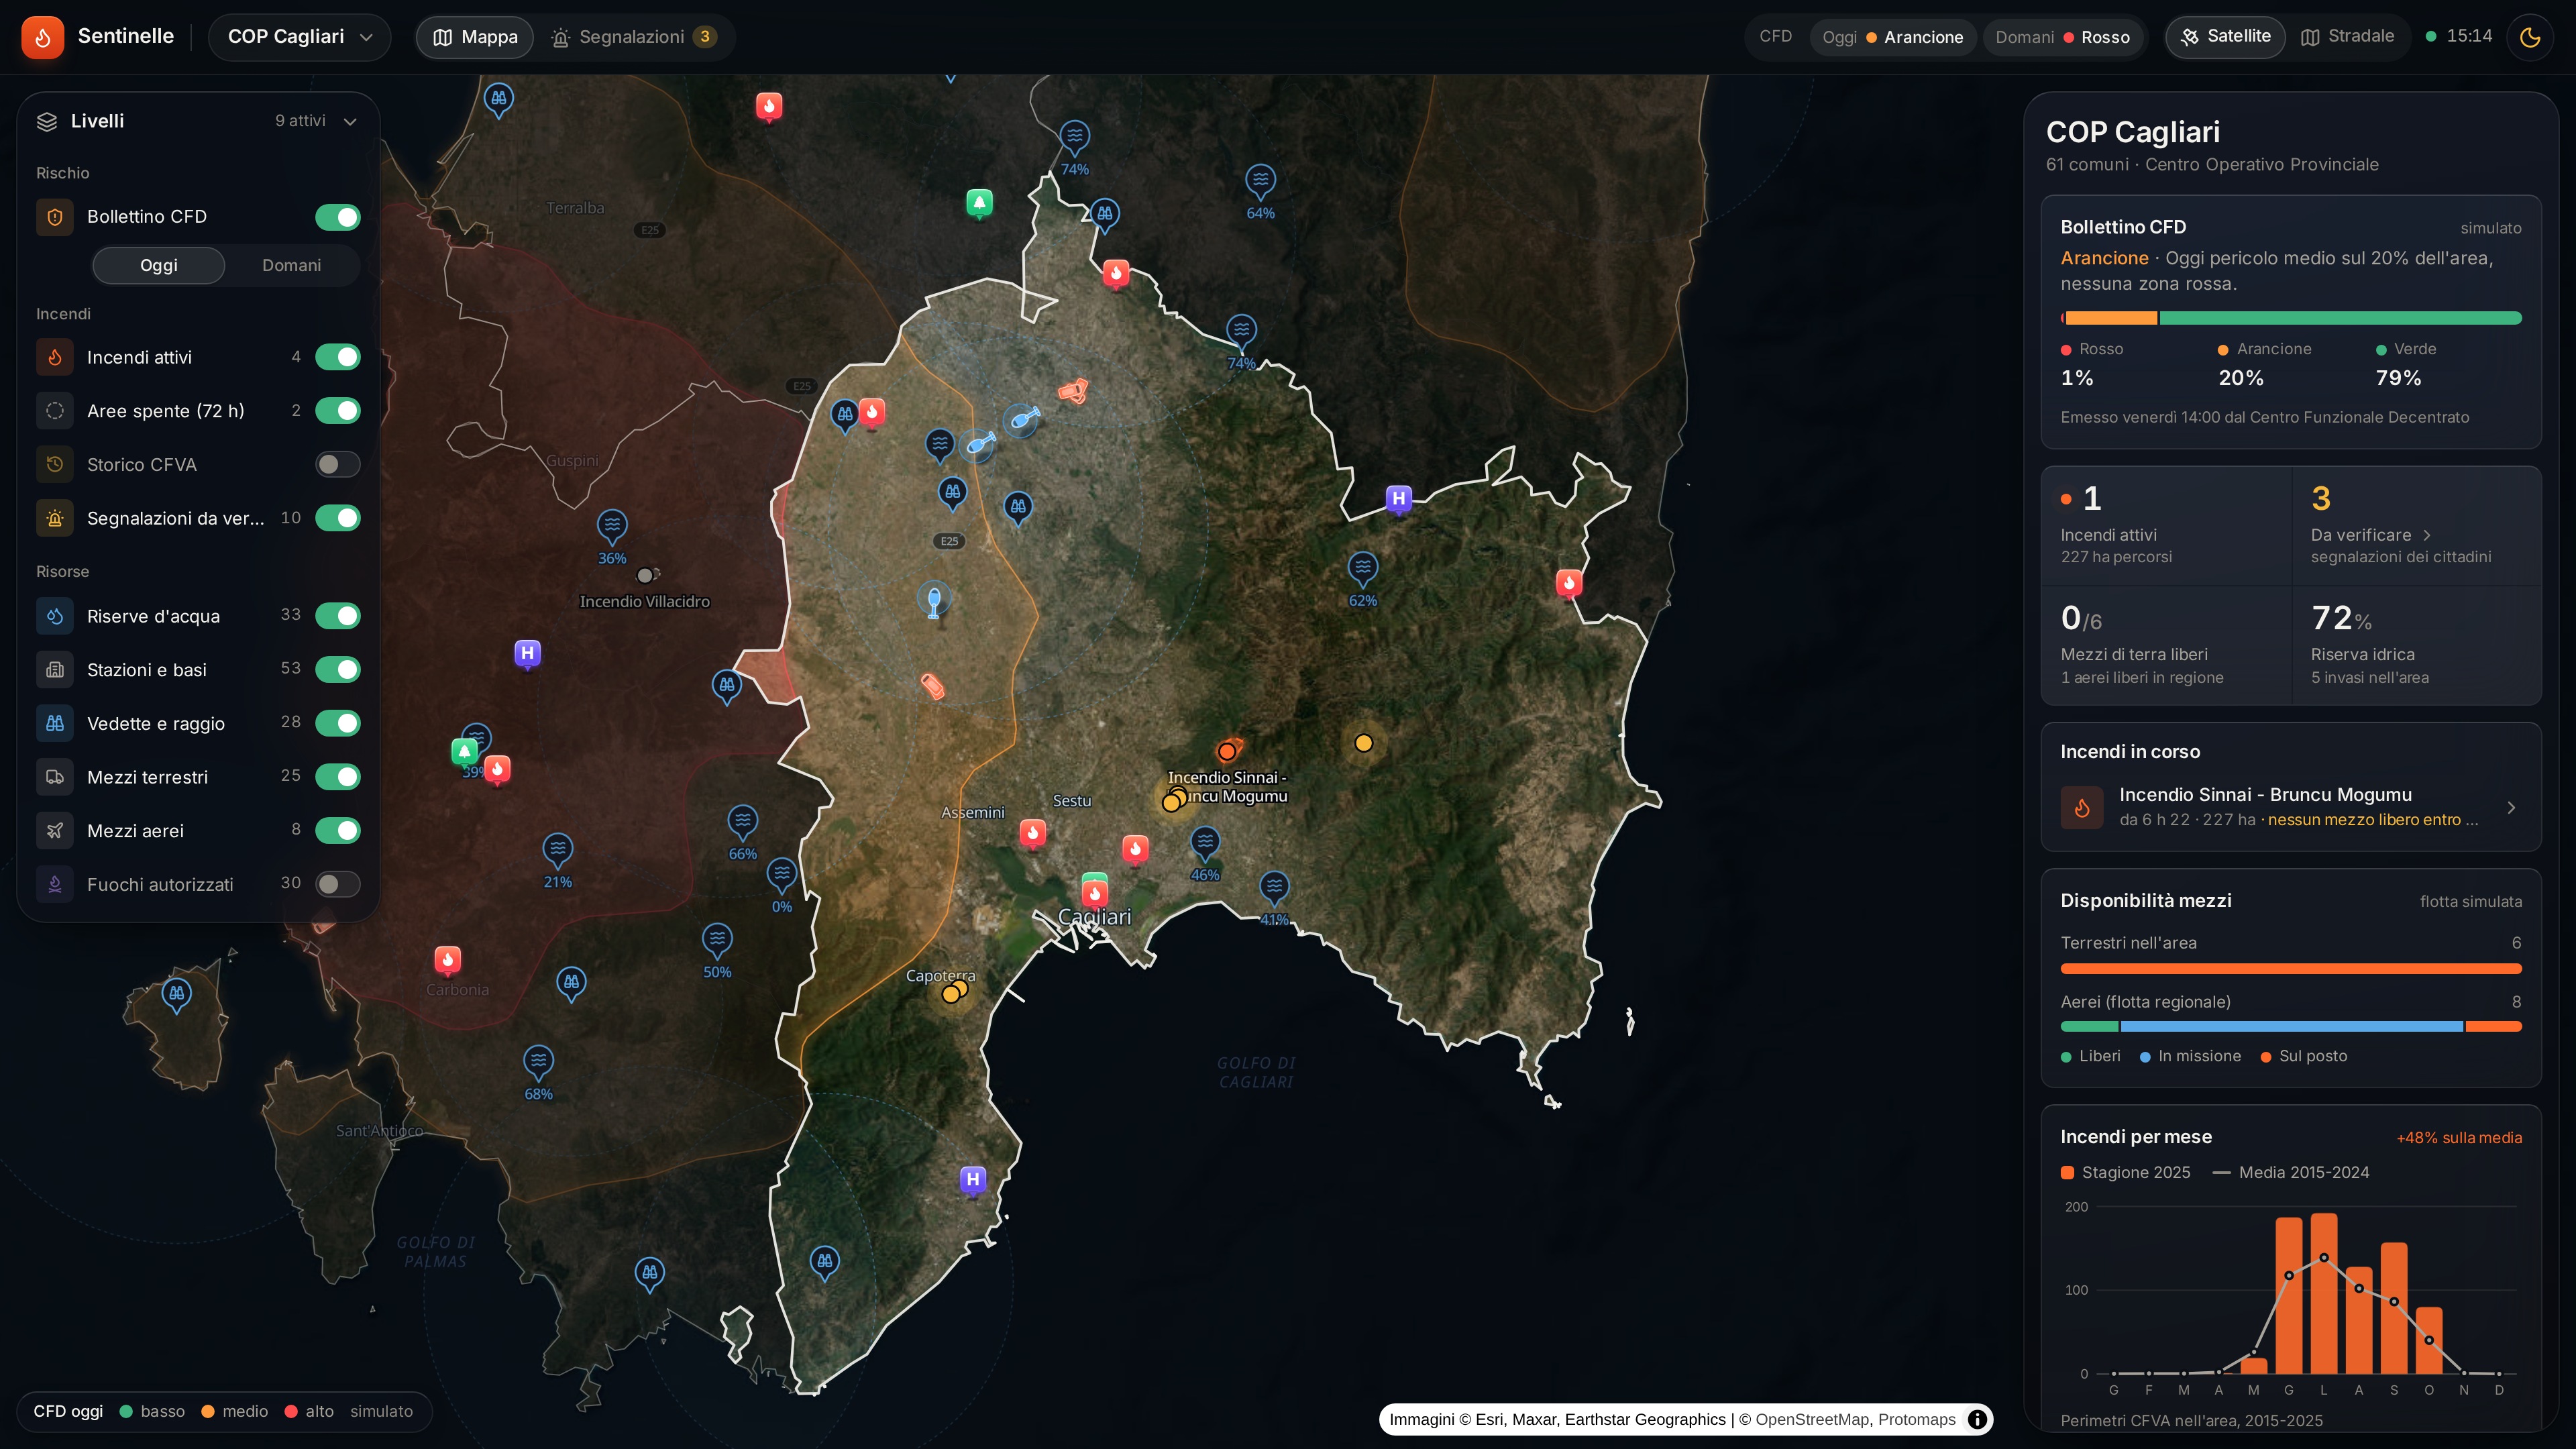 Sentinelle
COP Cagliari
Mappa
Segnalazioni 3
CFD
Oggi Arancione
Domani Rosso
Satellite
Stradale
15:14
Livelli 9 attivi
Rischio
Bollettino CFD
Oggi Domani
Incendi
Incendi attivi 4
Aree spente (72 h) 2
Storico CFVA
Segnalazioni da ver... 10
Risorse
Riserve d'acqua 33
Stazioni e basi 53
Vedette e raggio 28
Mezzi terrestri 25
Mezzi aerei 8
Fuochi autorizzati 30
74%
64%
Terralba
E25
74%
E25
Guspini
H
E25
36%
62%
Incendio Villacidro
H
39%
Incendio Sinnai -
uncu Mogumu
Sestu
Assemini
66%
21%
46%
0%
41%
Cagliari
50%
Capoterra
Carbonia
GOLFO DI
CAGLIARI
68%
Sant'Antioco
H
GOLFO DI
PALMAS
CFD oggi basso medio alto simulato
Immagini © Esri, Maxar, Earthstar Geographics | © OpenStreetMap, Protomaps
COP Cagliari
61 comuni · Centro Operativo Provinciale
Bollettino CFD simulato
Arancione · Oggi pericolo medio sul 20% dell'area,
nessuna zona rossa.
Rosso Arancione Verde
1% 20% 79%
Emesso venerdì 14:00 dal Centro Funzionale Decentrato
1 3
Incendi attivi Da verificare
227 ha percorsi segnalazioni dei cittadini
0/6 72%
Mezzi di terra liberi Riserva idrica
1 aerei liberi in regione 5 invasi nell'area
Incendi in corso
Incendio Sinnai - Bruncu Mogumu
da 6 h 22 · 227 ha · nessun mezzo libero entro ...
Disponibilità mezzi flotta simulata
Terrestri nell'area 6
Aerei (flotta regionale) 8
Liberi In missione Sul posto
Incendi per mese +48% sulla media
Stagione 2025 Media 2015-2024
200
100
0
G F M A M G L A S O N D
Perimetri CFVA nell'area, 2015-2025